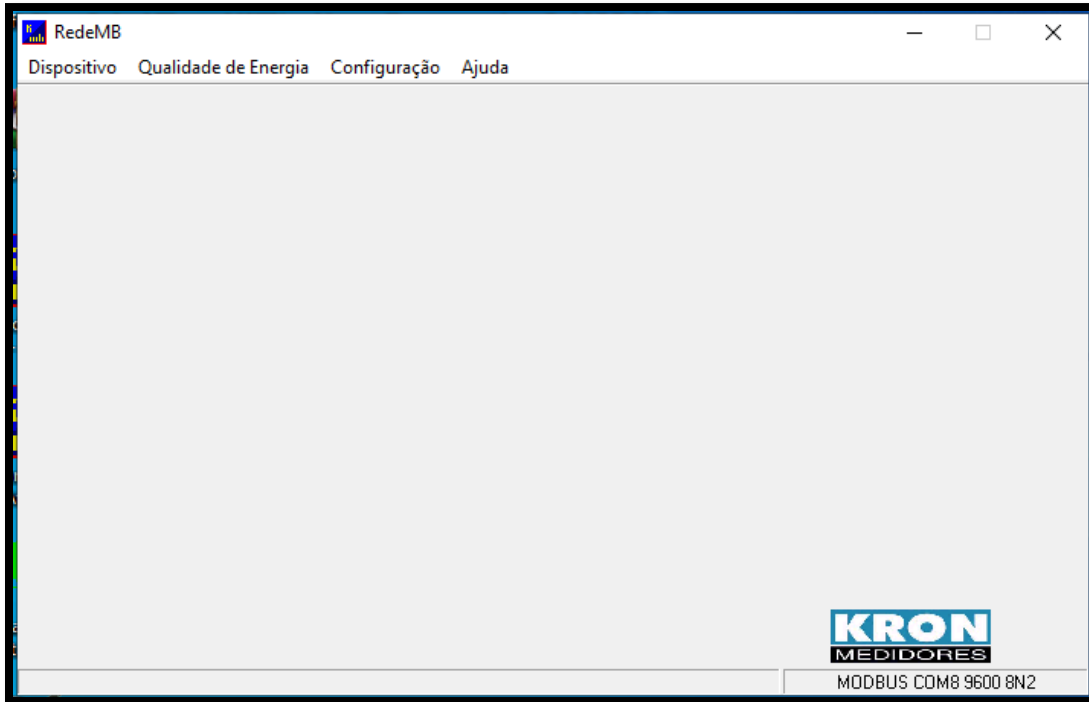 RedeMB
Dispositivo Qualidade de Energia Configuração Ajuda
KRON
MEDIDORES
MODBUS COM8 9600 8N2